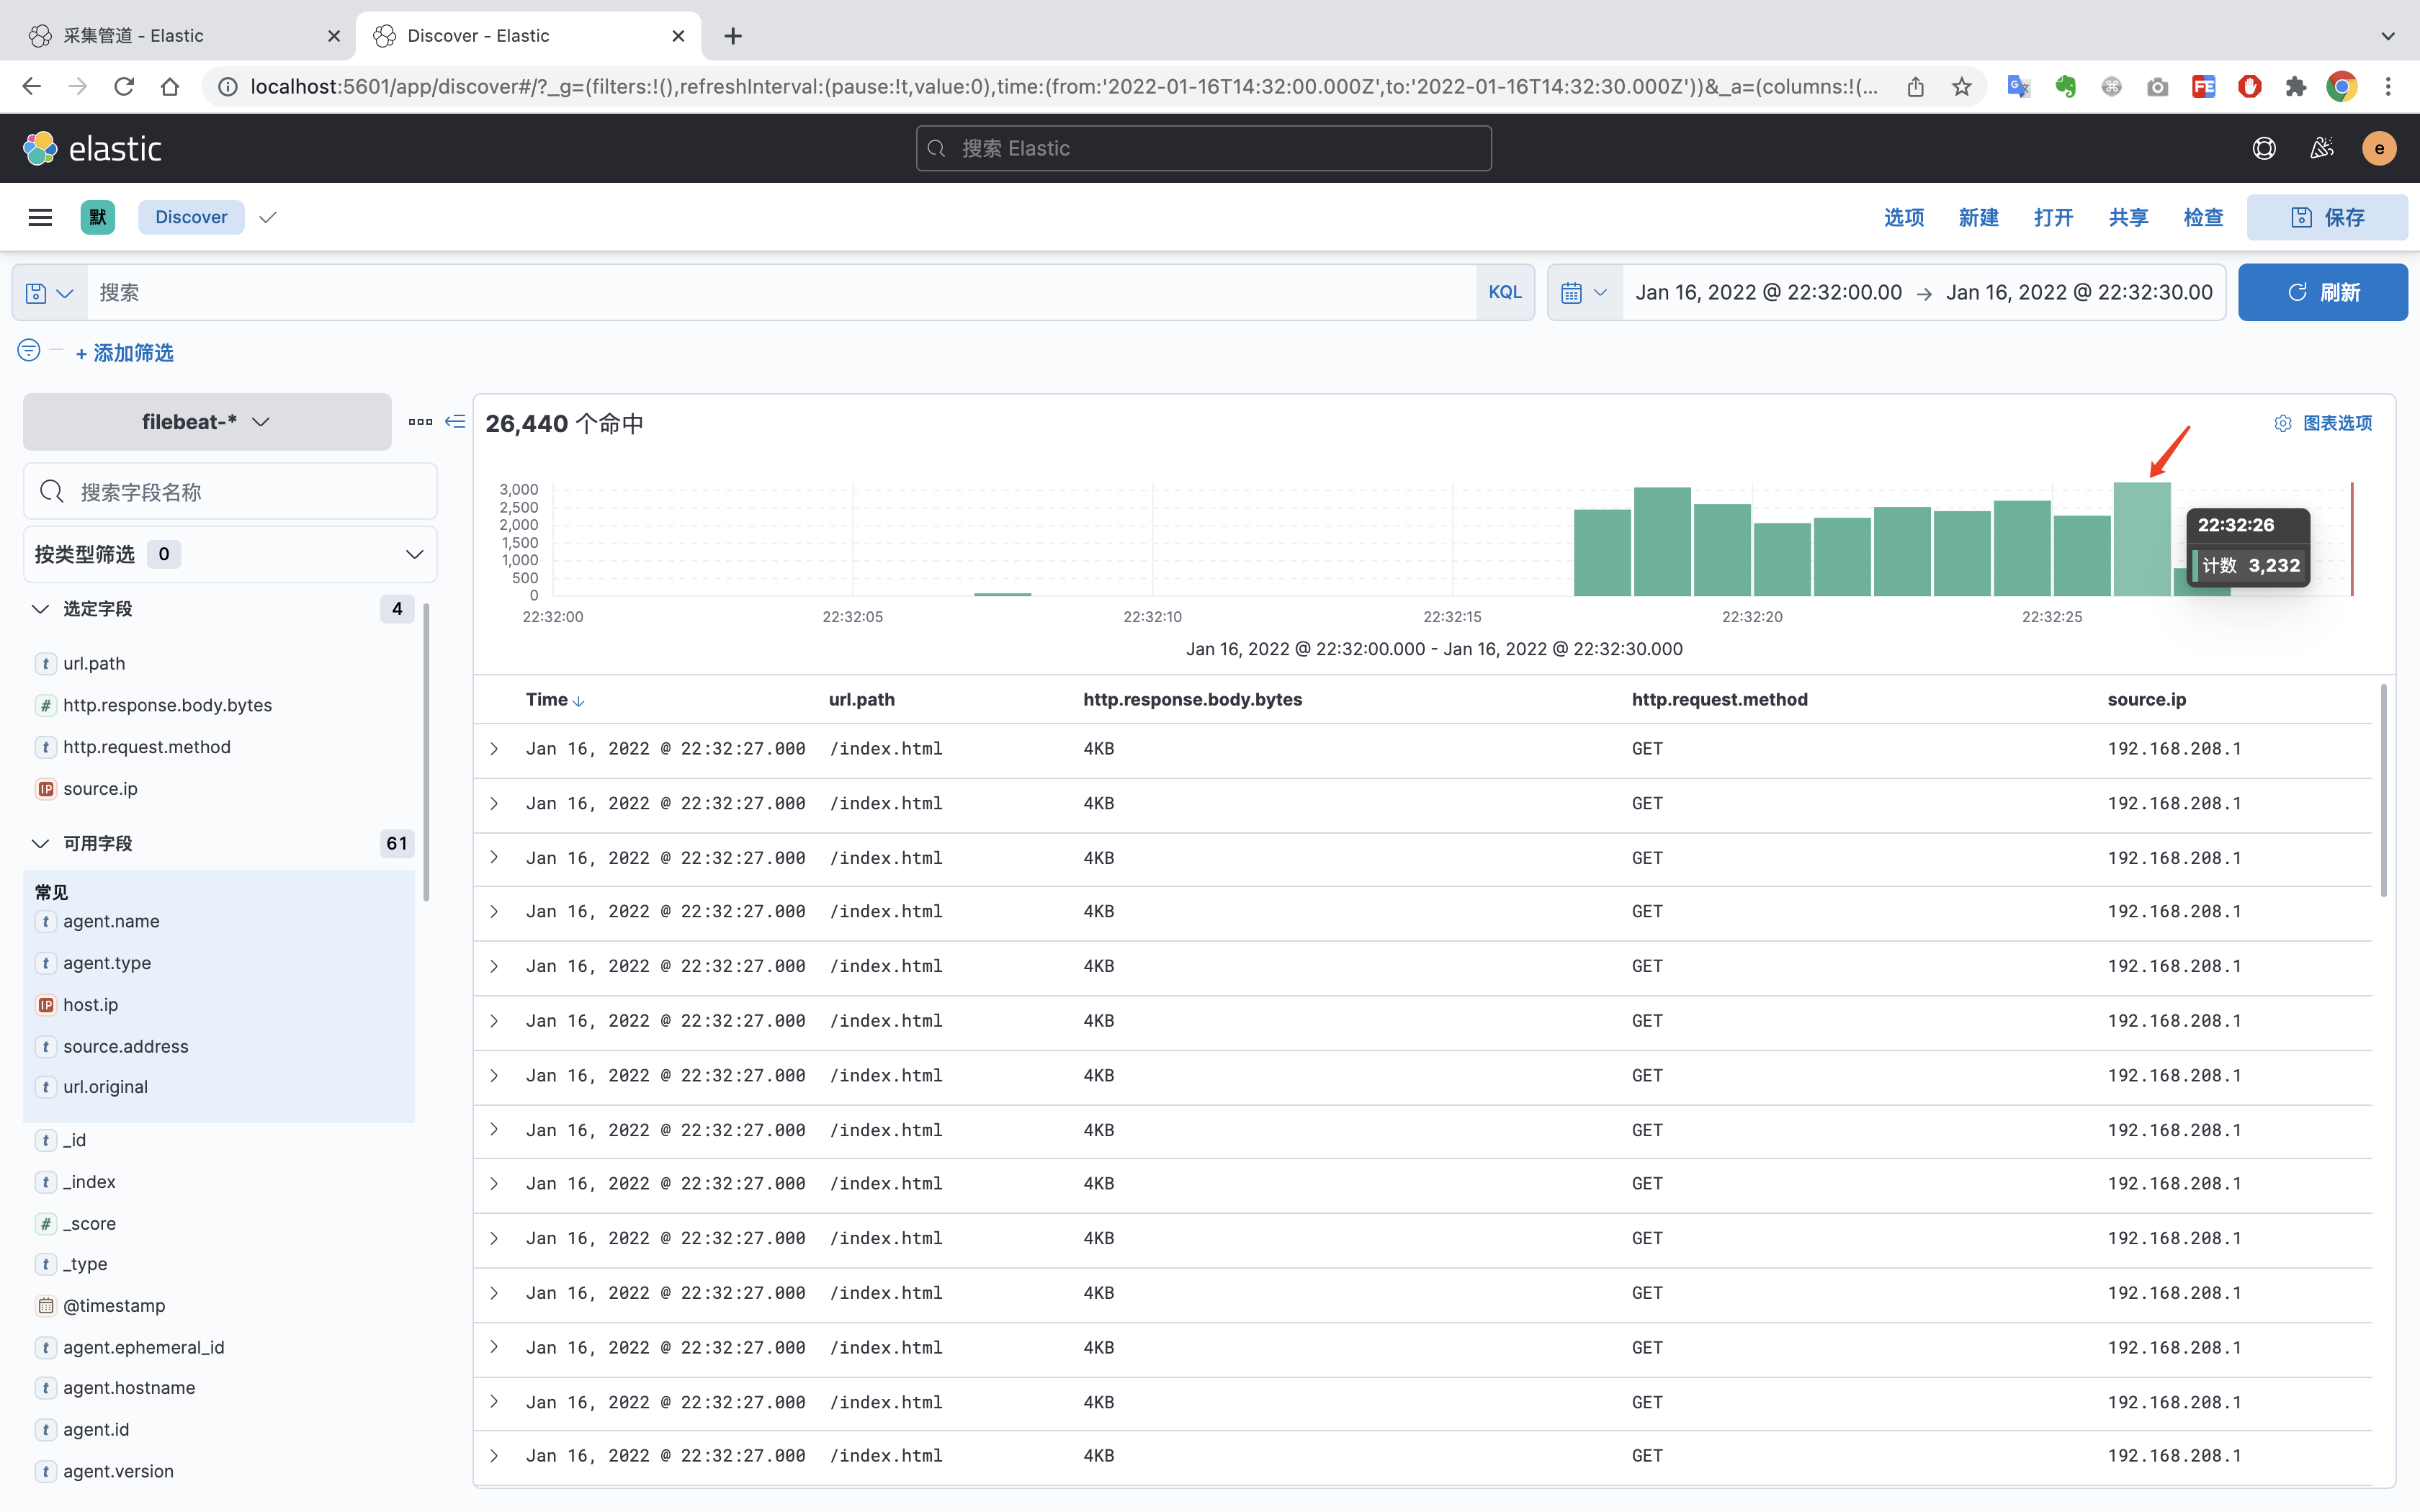 采集管道 - Elastic
Discover - Elastic
localhost:5601/app/discover#/?_g=(filters:!(),refreshInterval:(pause:!t,value:0),time:(from:'2022-01-16T14:32:00.000Z',to:'2022-01-16T14:32:30.000Z'))&_a=(columns:!(...
FE
elastic
搜索 Elastic
e
默
Discover
选项
新建
打开
共享
检查
保存
搜索
KQL
Jan 16, 2022 @ 22:32:00.00 → Jan 16, 2022 @ 22:32:30.00
刷新
+ 添加筛选
filebeat-*
搜索字段名称
按类型筛选 0
选定字段 4
t url.path
# http.response.body.bytes
t http.request.method
IP source.ip
可用字段 61
常见
t agent.name
t agent.type
IP host.ip
t source.address
t url.original
t _id
t _index
# _score
t _type
@timestamp
t agent.ephemeral_id
t agent.hostname
t agent.id
t agent.version
26,440 个命中
图表选项
3,000
2,500
2,000
1,500
1,000
500
0
22:32:00 22:32:05 22:32:10 22:32:15 22:32:20 22:32:25
22:32:26
计数 3,232
Jan 16, 2022 @ 22:32:00.000 - Jan 16, 2022 @ 22:32:30.000
Time url.path http.response.body.bytes http.request.method source.ip
Jan 16, 2022 @ 22:32:27.000 /index.html 4KB GET 192.168.208.1
Jan 16, 2022 @ 22:32:27.000 /index.html 4KB GET 192.168.208.1
Jan 16, 2022 @ 22:32:27.000 /index.html 4KB GET 192.168.208.1
Jan 16, 2022 @ 22:32:27.000 /index.html 4KB GET 192.168.208.1
Jan 16, 2022 @ 22:32:27.000 /index.html 4KB GET 192.168.208.1
Jan 16, 2022 @ 22:32:27.000 /index.html 4KB GET 192.168.208.1
Jan 16, 2022 @ 22:32:27.000 /index.html 4KB GET 192.168.208.1
Jan 16, 2022 @ 22:32:27.000 /index.html 4KB GET 192.168.208.1
Jan 16, 2022 @ 22:32:27.000 /index.html 4KB GET 192.168.208.1
Jan 16, 2022 @ 22:32:27.000 /index.html 4KB GET 192.168.208.1
Jan 16, 2022 @ 22:32:27.000 /index.html 4KB GET 192.168.208.1
Jan 16, 2022 @ 22:32:27.000 /index.html 4KB GET 192.168.208.1
Jan 16, 2022 @ 22:32:27.000 /index.html 4KB GET 192.168.208.1
Jan 16, 2022 @ 22:32:27.000 /index.html 4KB GET 192.168.208.1